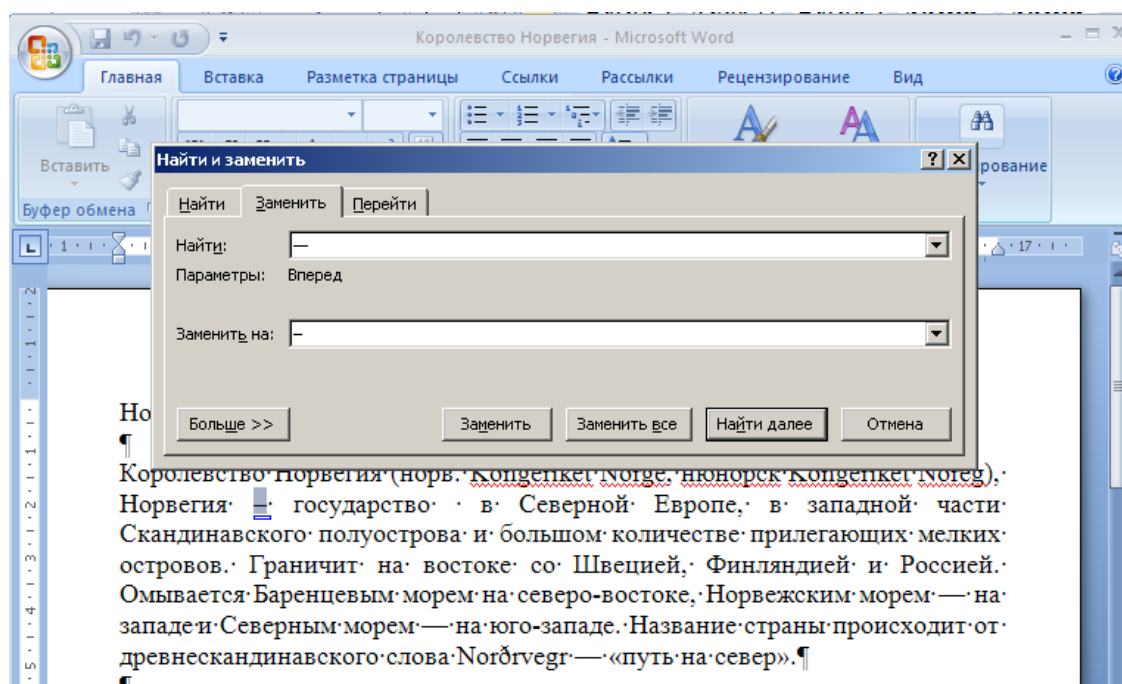 Королевство Норвегия - Microsoft Word
Главная Вставка Разметка страницы Ссылки Рассылки Рецензирование Вид
Вставить
Буфер обмена
Найти и заменить
Найти Заменить Перейти
Найти: —
Параметры: Вперед
Заменить на: –
Больше >> Заменить Заменить все Найти далее Отмена
1 17
Королевство Норвегия (норв. Kongeriket Norge, нюнорск Kongeriket Noreg),
Норвегия – государство в Северной Европе, в западной части
Скандинавского полуострова и большом количестве прилегающих мелких
островов. Граничит на востоке со Швецией, Финляндией и Россией.
Омывается Баренцевым морем на северо-востоке, Норвежским морем — на
западе и Северным морем — на юго-западе. Название страны происходит от
древнескандинавского слова Norðrvegr — «путь на север».¶